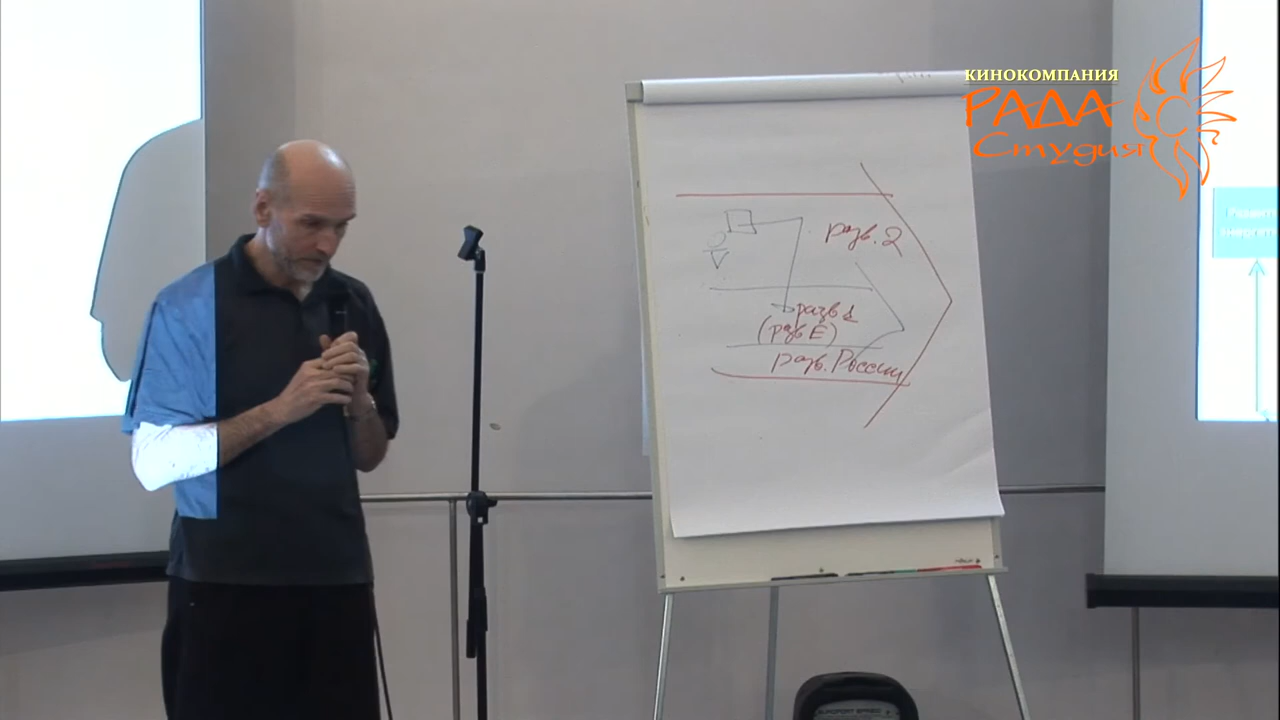 КИНОКОМПАНИЯ
РАДА
Студия
разв. 2
разв 1
(разв Е)
разв. России